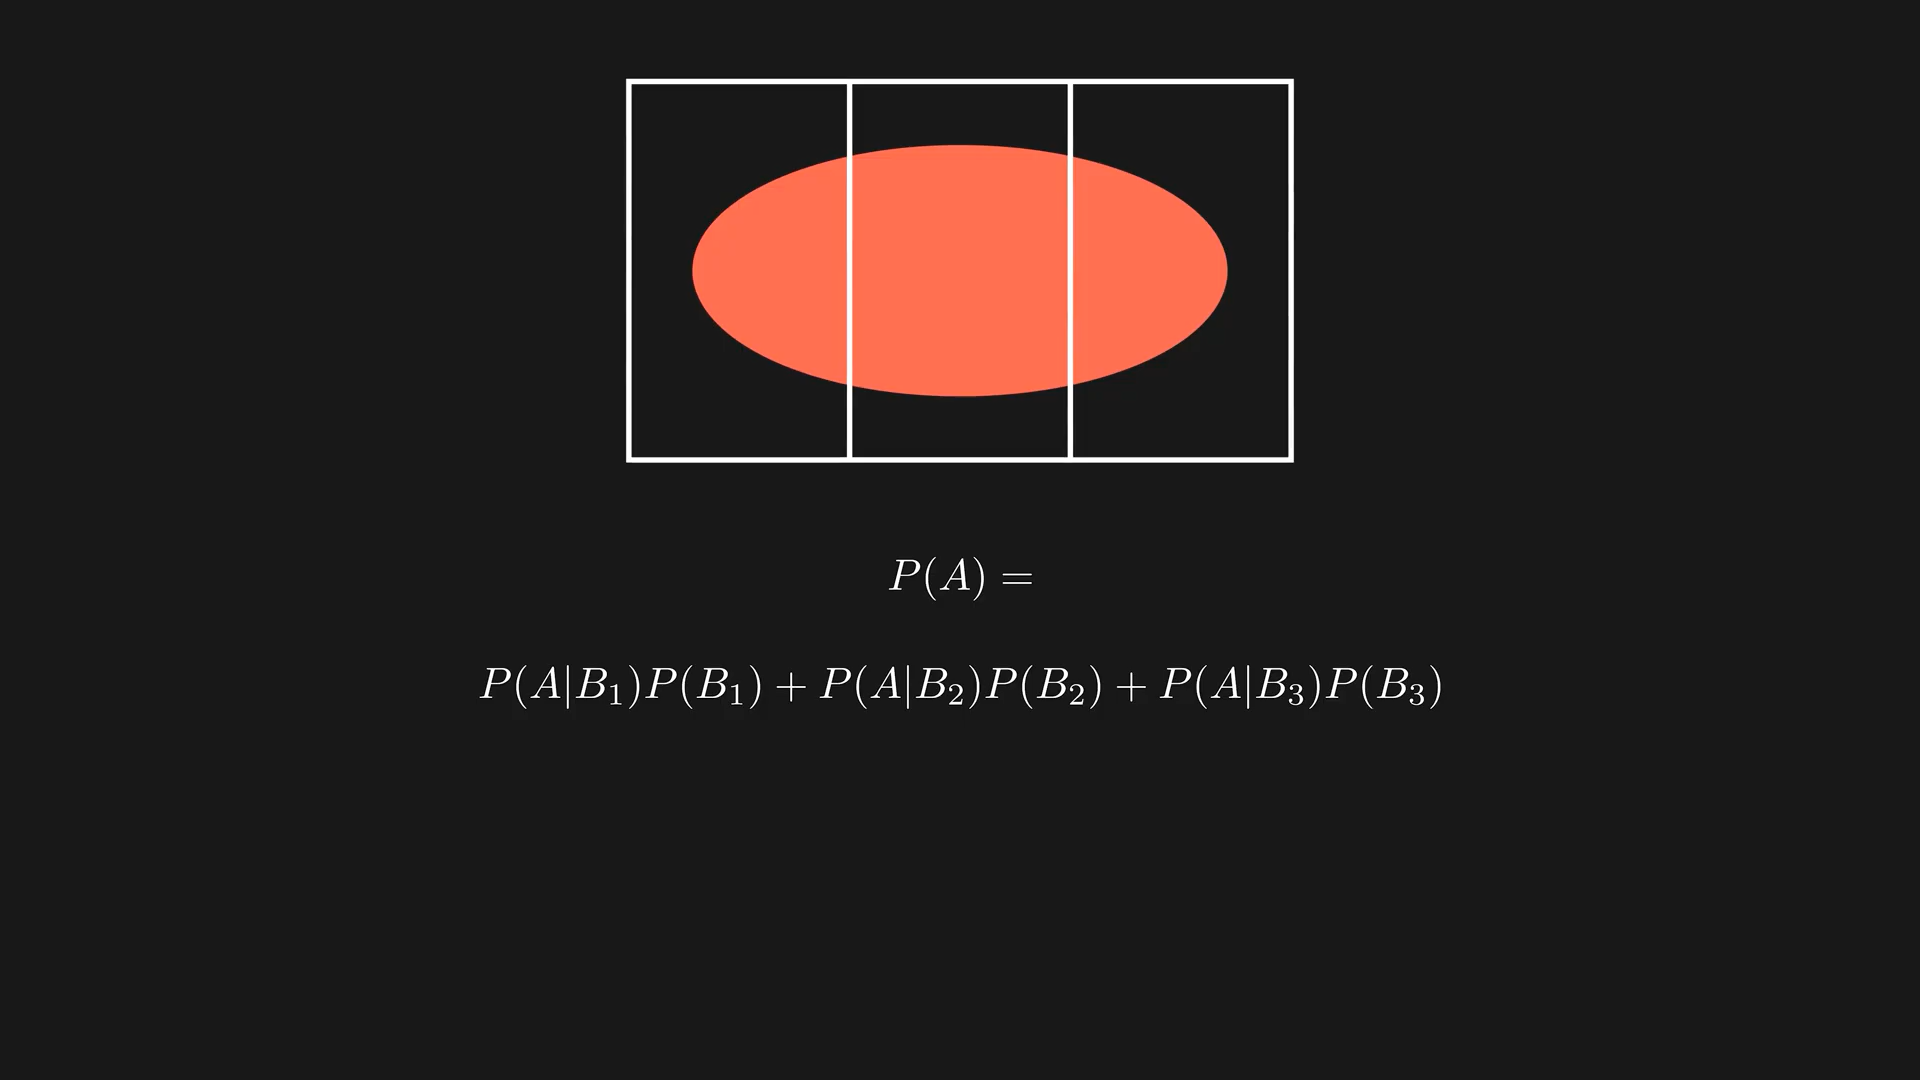 P(A) =
P(A|B₁)P(B₁) + P(A|B₂)P(B₂) + P(A|B₃)P(B₃)